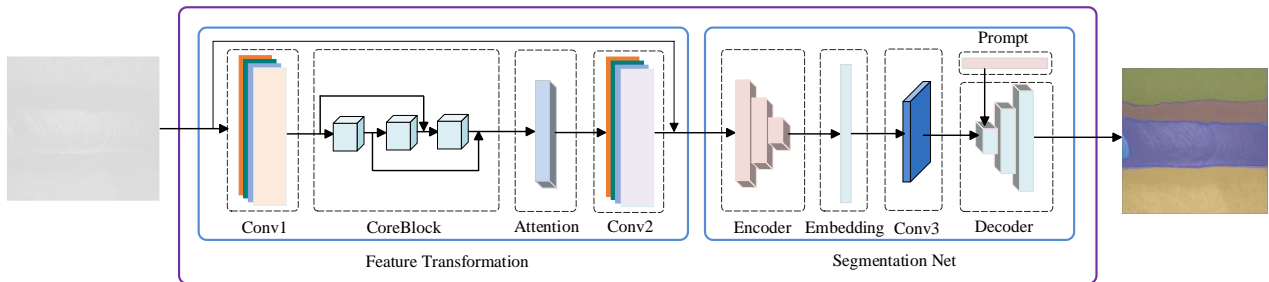 Prompt
Conv1
CoreBlock
Attention
Conv2
Encoder
Embedding
Conv3
Decoder
Feature Transformation
Segmentation Net